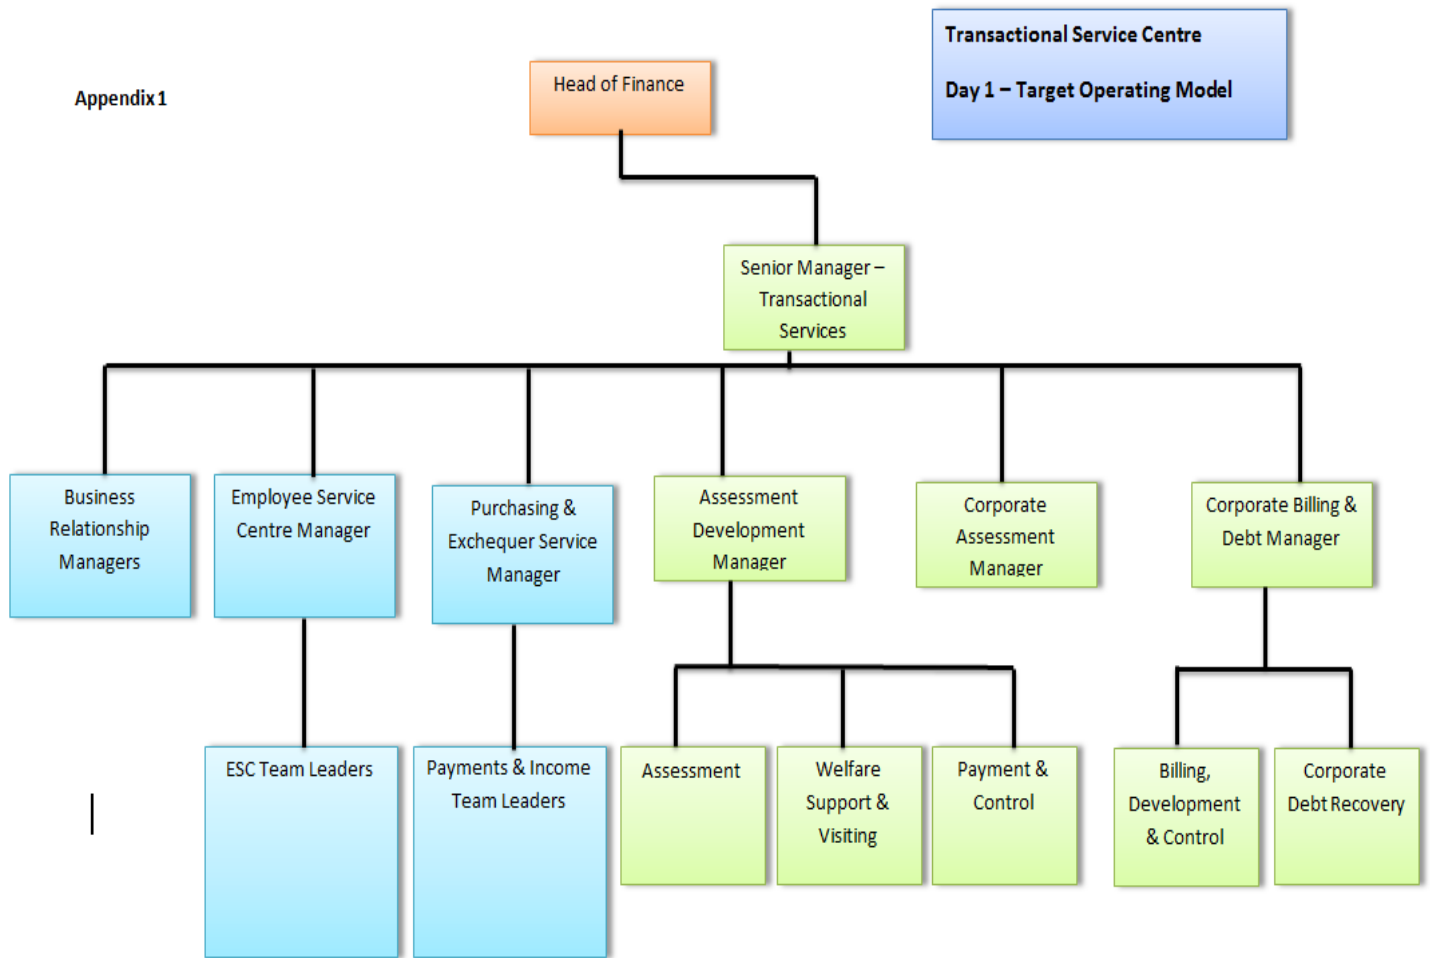 Transactional Service Centre
Day 1 – Target Operating Model
Appendix 1
Head of Finance
Senior Manager –
Transactional
Services
Business
Relationship
Managers
Employee Service
Centre Manager
Purchasing &
Exchequer Service
Manager
Assessment
Development
Manager
Corporate
Assessment
Manager
Corporate Billing &
Debt Manager
ESC Team Leaders
Payments & Income
Team Leaders
Assessment
Welfare
Support &
Visiting
Payment &
Control
Billing,
Development
& Control
Corporate
Debt Recovery